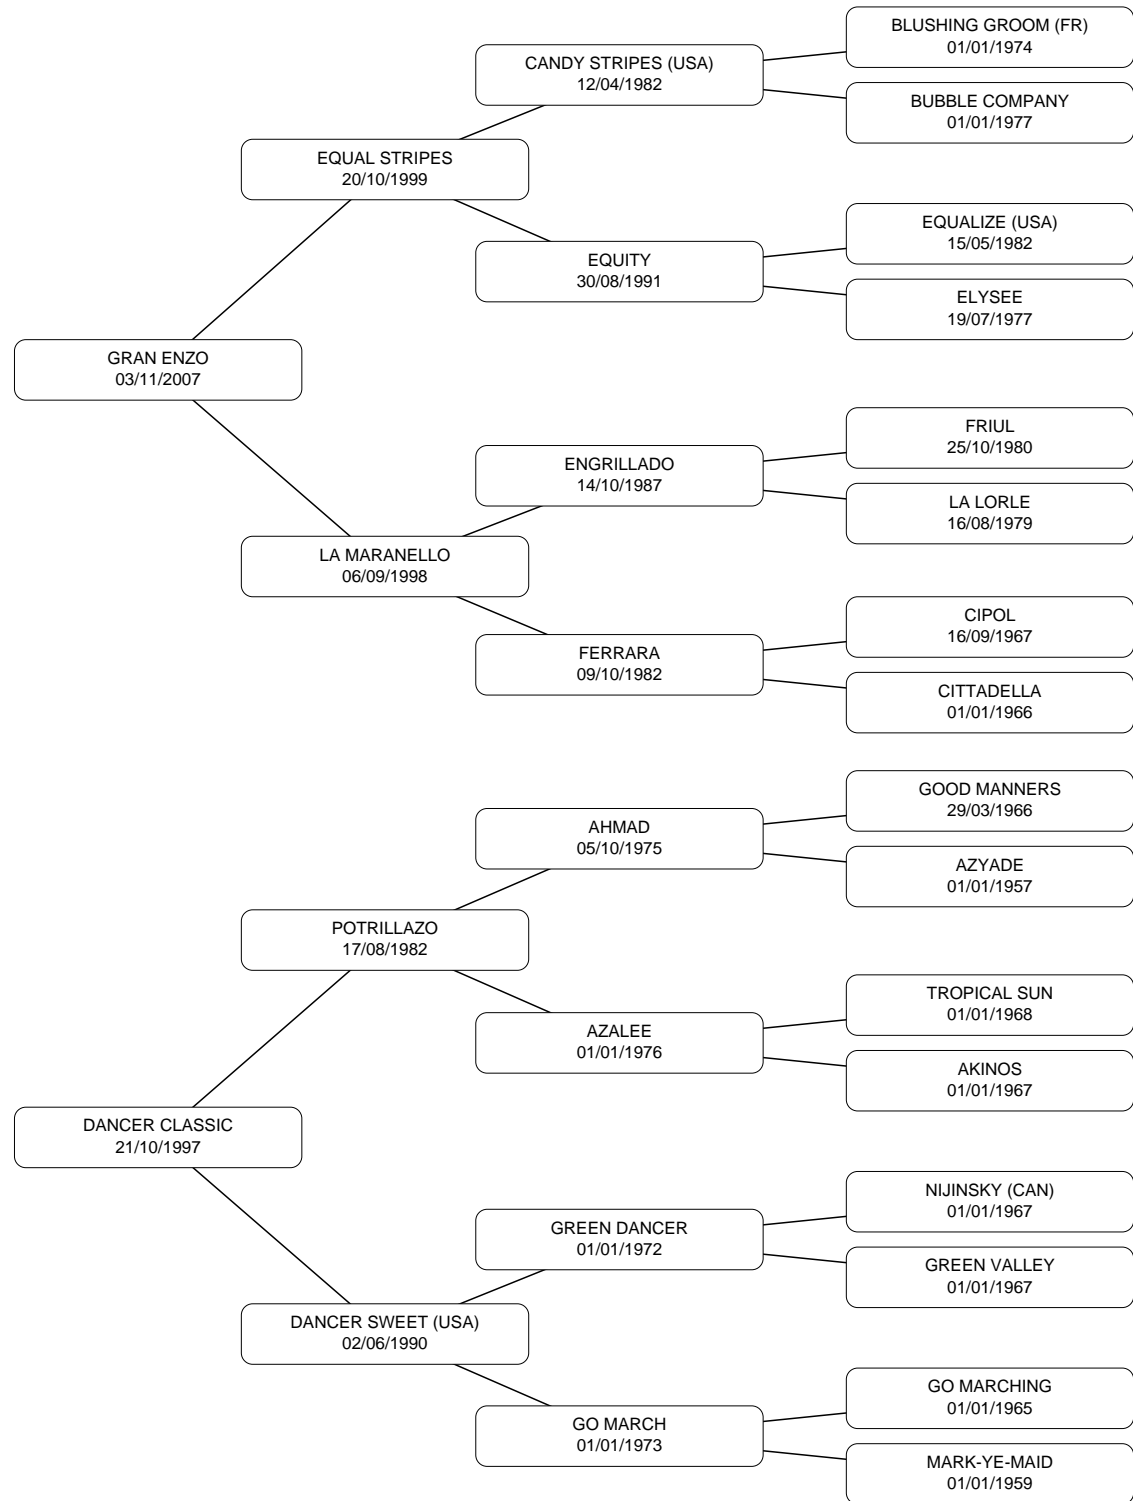 BLUSHING GROOM (FR)
01/01/1974
CANDY STRIPES (USA)
12/04/1982
BUBBLE COMPANY
01/01/1977
EQUAL STRIPES
20/10/1999
EQUALIZE (USA)
15/05/1982
EQUITY
30/08/1991
ELYSEE
19/07/1977
GRAN ENZO
03/11/2007
FRIUL
25/10/1980
ENGRILLADO
14/10/1987
LA LORLE
16/08/1979
LA MARANELLO
06/09/1998
CIPOL
16/09/1967
FERRARA
09/10/1982
CITTADELLA
01/01/1966
GOOD MANNERS
29/03/1966
AHMAD
05/10/1975
AZYADE
01/01/1957
POTRILLAZO
17/08/1982
TROPICAL SUN
01/01/1968
AZALEE
01/01/1976
AKINOS
01/01/1967
DANCER CLASSIC
21/10/1997
NIJINSKY (CAN)
01/01/1967
GREEN DANCER
01/01/1972
GREEN VALLEY
01/01/1967
DANCER SWEET (USA)
02/06/1990
GO MARCHING
01/01/1965
GO MARCH
01/01/1973
MARK-YE-MAID
01/01/1959